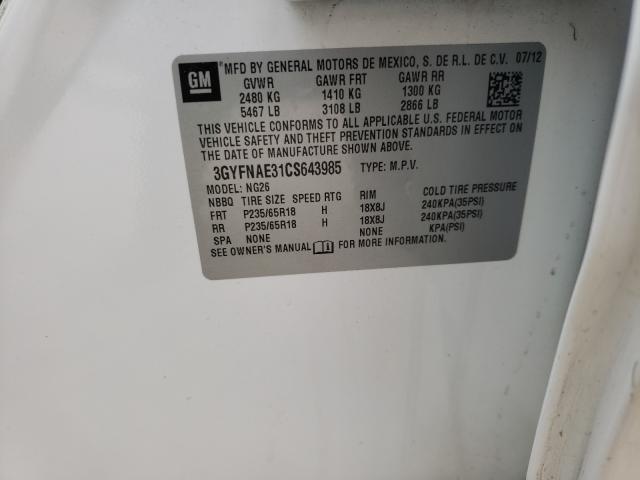 GM
MFD BY GENERAL MOTORS DE MEXICO, S. DE R.L. DE C.V. 07/12
GVWR GAWR FRT GAWR RR
2480 KG 1410 KG 1300 KG
5467 LB 3108 LB 2866 LB
THIS VEHICLE CONFORMS TO ALL APPLICABLE U.S. FEDERAL MOTOR
VEHICLE SAFETY AND THEFT PREVENTION STANDARDS IN EFFECT ON
THE DATE OF MANUFACTURE SHOWN ABOVE.
3GYFNAE31CS643985 TYPE: M.P.V.
MODEL: NG26
NBBQ TIRE SIZE SPEED RTG RIM COLD TIRE PRESSURE
FRT P235/65R18 H 18X8J 240KPA(35PSI)
RR P235/65R18 H 18X8J 240KPA(35PSI)
SPA NONE NONE KPA(PSI)
SEE OWNER'S MANUAL FOR MORE INFORMATION.